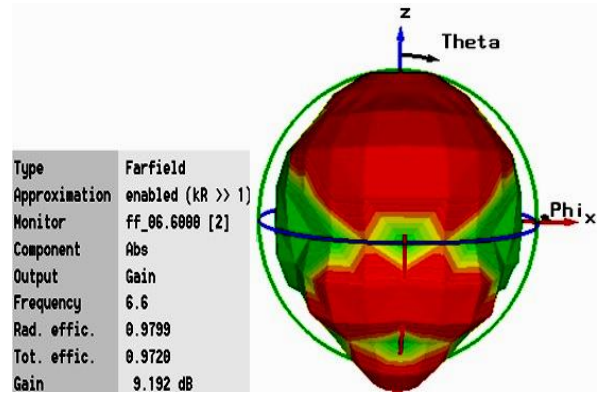 z
Theta
Phi
x
Type Farfield
Approximation enabled (kR >> 1)
Monitor ff_06.6000 [2]
Component Abs
Output Gain
Frequency 6.6
Rad. effic. 0.9799
Tot. effic. 0.9720
Gain 9.192 dB